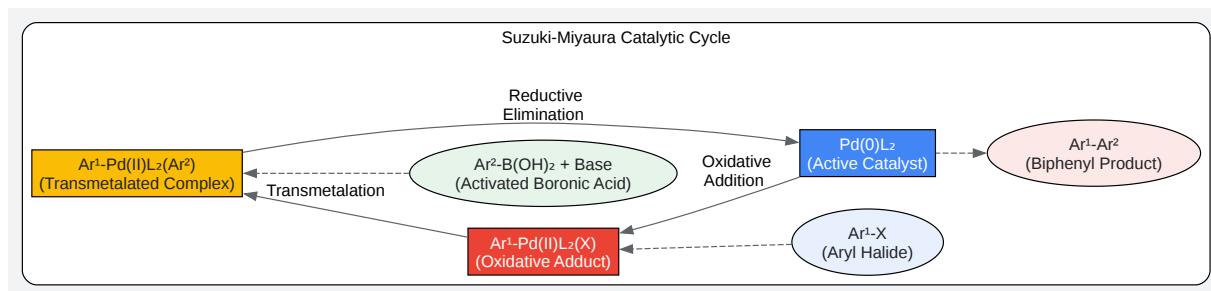 Suzuki-Miyaura Catalytic Cycle
Reductive
Elimination
Ar¹-Pd(II)L₂(Ar²)
(Transmetalated Complex)
Ar²-B(OH)₂ + Base
(Activated Boronic Acid)
Oxidative
Addition
Pd(0)L₂
(Active Catalyst)
Ar¹-Ar²
(Biphenyl Product)
Transmetalation
Ar¹-Pd(II)L₂(X)
(Oxidative Adduct)
Ar¹-X
(Aryl Halide)